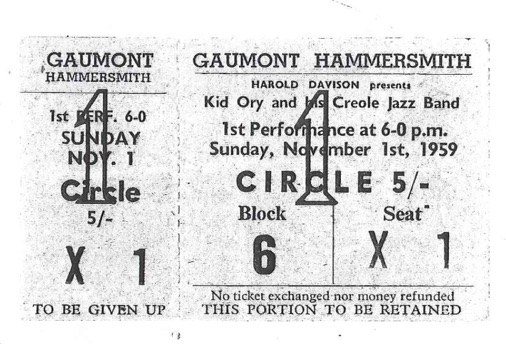 GAUMONT
HAMMERSMITH
1st PERF. 6-0
SUNDAY
NOV. 1
Circle
5/-
X 1
TO BE GIVEN UP
1
GAUMONT HAMMERSMITH
HAROLD DAVISON presents
Kid Ory and his Creole Jazz Band
1st Performance at 6-0 p.m.
Sunday, November 1st, 1959
CIRCLE 5/-
Block Seat
6 X 1
No ticket exchanged nor money refunded
THIS PORTION TO BE RETAINED
1